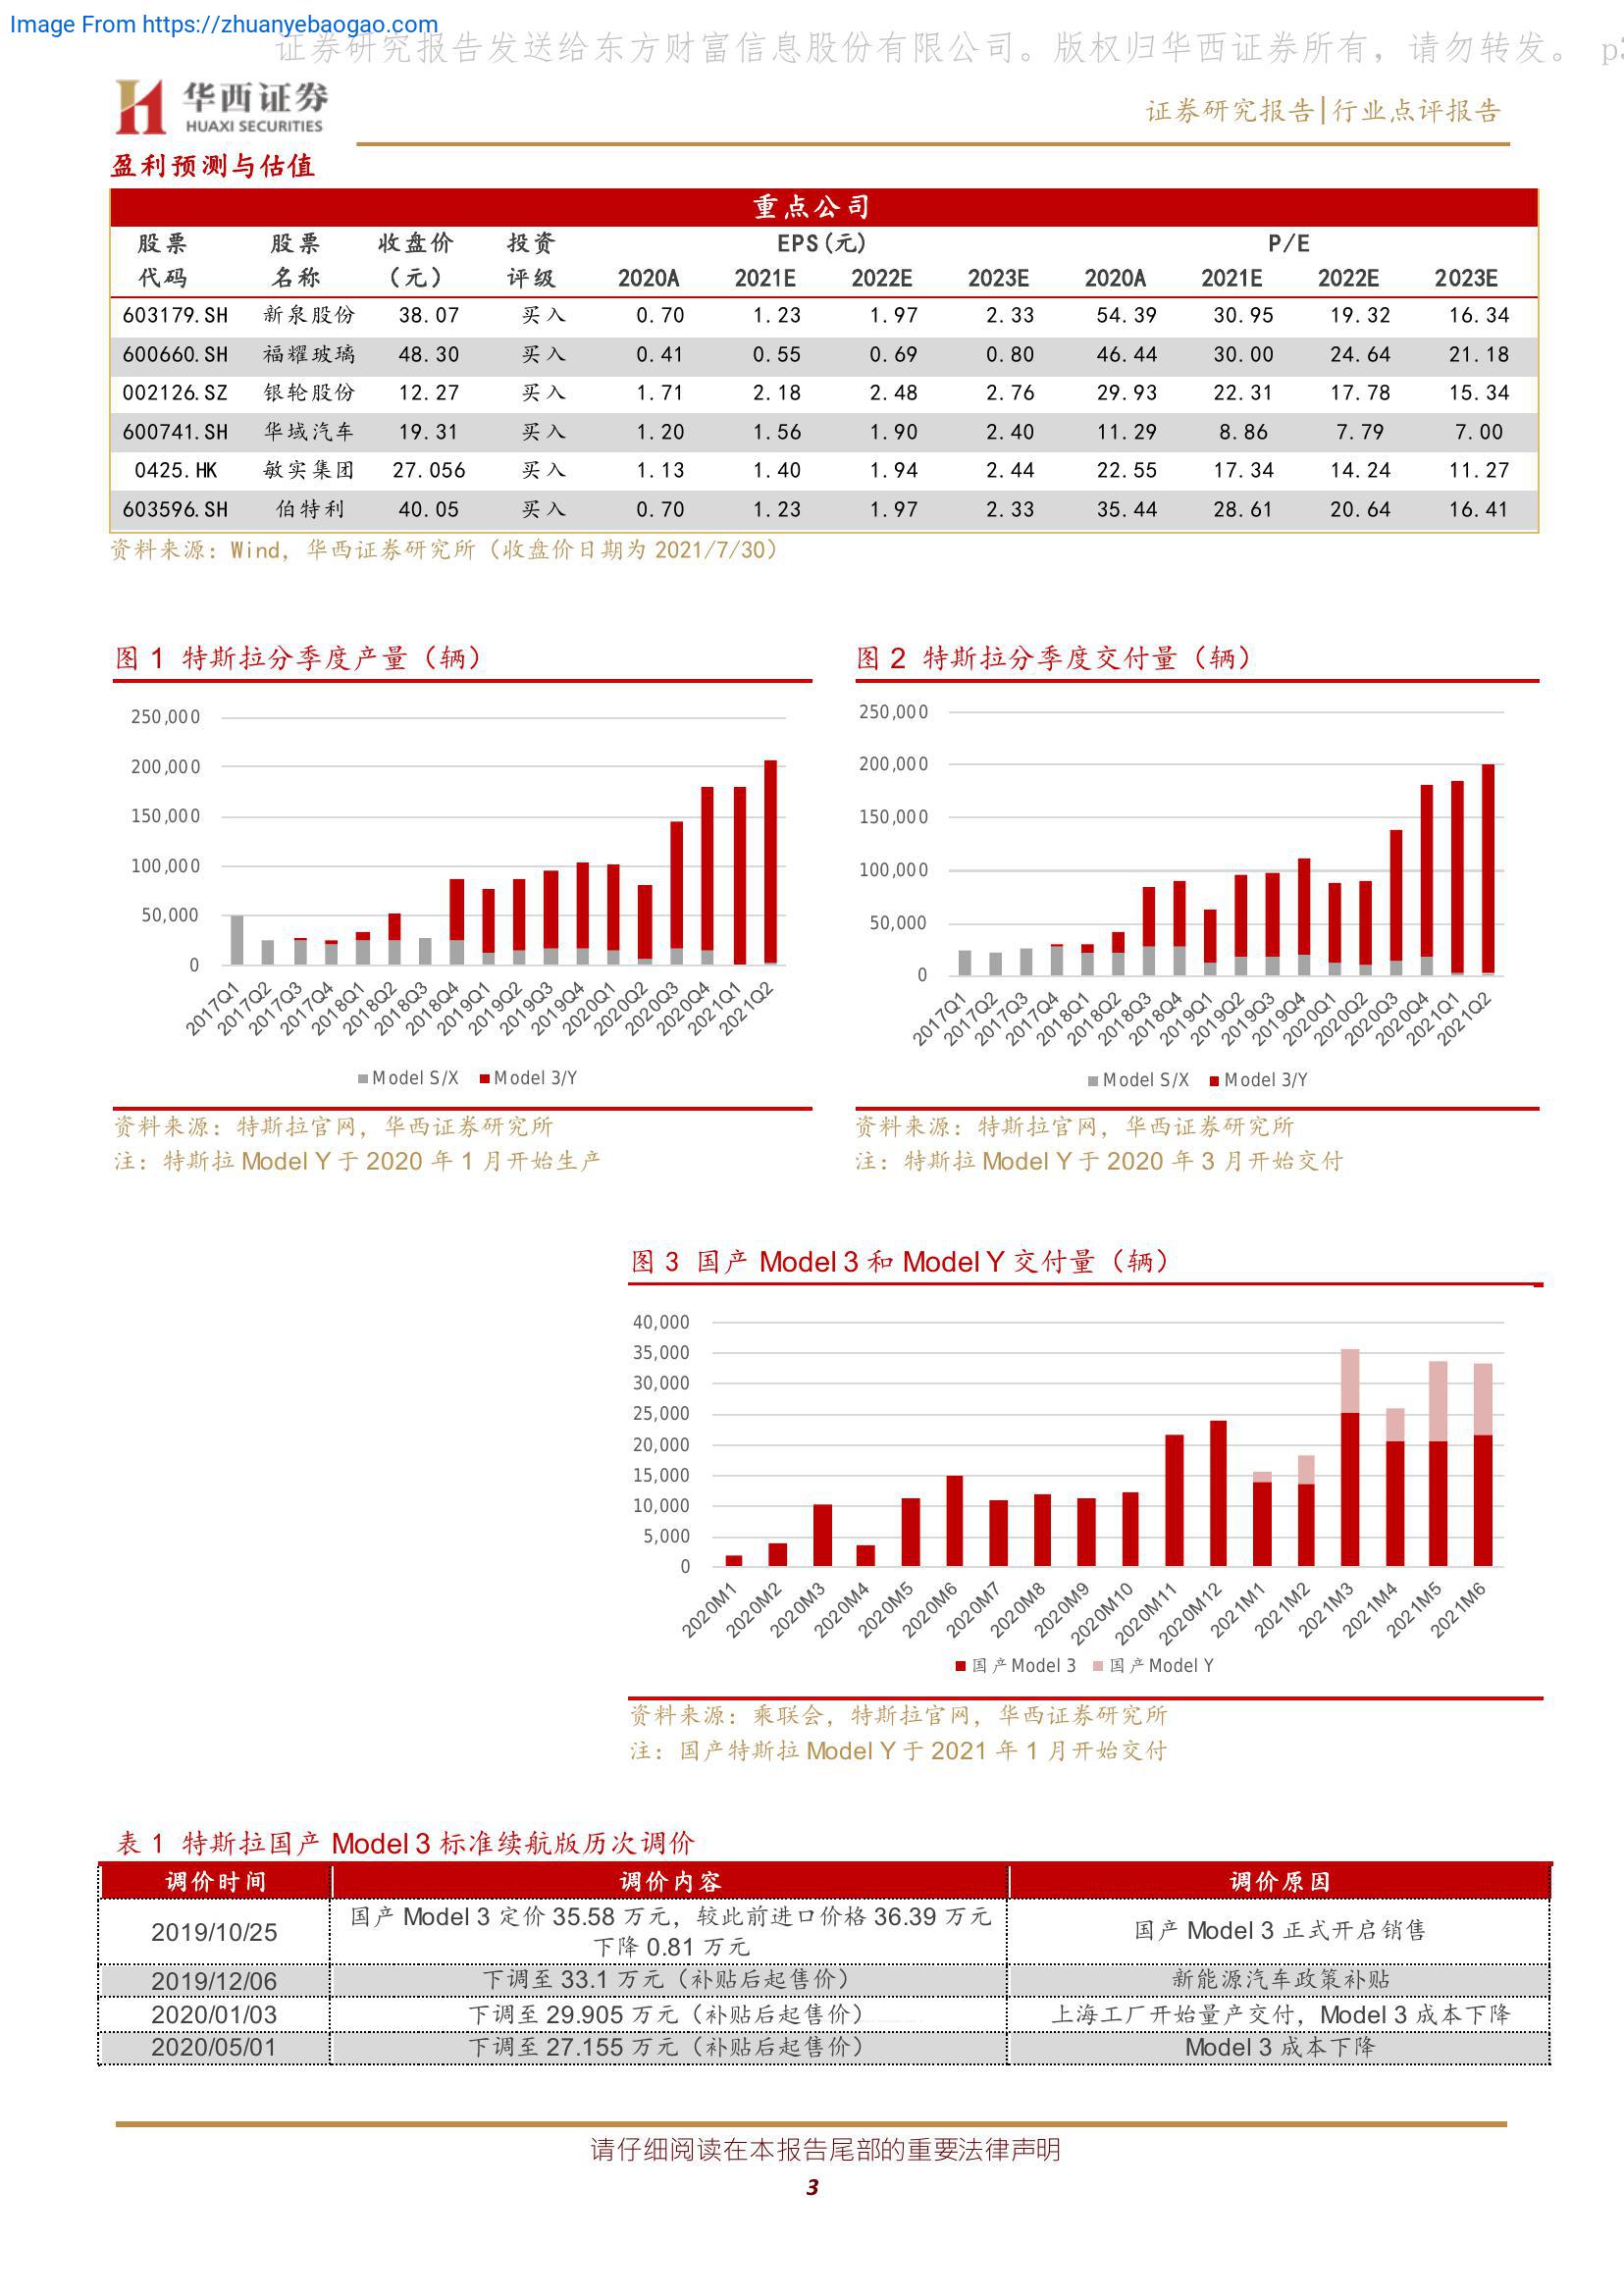 Image From https://zhuanyebaogao.com
证券研究报告发送给东方财富信息股份有限公司。版权归华西证券所有，请勿转发。 p3
华西证券
HUAXI SECURITIES
证券研究报告|行业点评报告
盈利预测与估值
重点公司
股票 股票 收盘价 投资 EPS(元) P/E
代码 名称 （元） 评级 2020A 2021E 2022E 2023E 2020A 2021E 2022E 2023E
603179.SH 新泉股份 38.07 买入 0.70 1.23 1.97 2.33 54.39 30.95 19.32 16.34
600660.SH 福耀玻璃 48.30 买入 0.41 0.55 0.69 0.80 46.44 30.00 24.64 21.18
002126.SZ 银轮股份 12.27 买入 1.71 2.18 2.48 2.76 29.93 22.31 17.78 15.34
600741.SH 华域汽车 19.31 买入 1.20 1.56 1.90 2.40 11.29 8.86 7.79 7.00
0425.HK 敏实集团 27.056 买入 1.13 1.40 1.94 2.44 22.55 17.34 14.24 11.27
603596.SH 伯特利 40.05 买入 0.70 1.23 1.97 2.33 35.44 28.61 20.64 16.41
资料来源：Wind，华西证券研究所（收盘价日期为 2021/7/30）
图 1 特斯拉分季度产量（辆）
250,000
200,000
150,000
100,000
50,000
0
2017Q1 2017Q2 2017Q3 2017Q4 2018Q1 2018Q2 2018Q3 2018Q4 2019Q1 2019Q2 2019Q3 2019Q4 2020Q1 2020Q2 2020Q3 2020Q4 2021Q1 2021Q2
Model S/X Model 3/Y
资料来源：特斯拉官网，华西证券研究所
注：特斯拉 Model Y 于 2020 年 1 月开始生产
图 2 特斯拉分季度交付量（辆）
250,000
200,000
150,000
100,000
50,000
0
2017Q1 2017Q2 2017Q3 2017Q4 2018Q1 2018Q2 2018Q3 2018Q4 2019Q1 2019Q2 2019Q3 2019Q4 2020Q1 2020Q2 2020Q3 2020Q4 2021Q1 2021Q2
Model S/X Model 3/Y
资料来源：特斯拉官网，华西证券研究所
注：特斯拉 Model Y 于 2020 年 3 月开始交付
图 3 国产 Model 3 和 Model Y 交付量（辆）
40,000
35,000
30,000
25,000
20,000
15,000
10,000
5,000
0
2020M1 2020M2 2020M3 2020M4 2020M5 2020M6 2020M7 2020M8 2020M9 2020M10 2020M11 2020M12 2021M1 2021M2 2021M3 2021M4 2021M5 2021M6
国产Model 3 国产Model Y
资料来源：乘联会，特斯拉官网，华西证券研究所
注：国产特斯拉 Model Y 于 2021 年 1 月开始交付
表 1 特斯拉国产 Model 3 标准续航版历次调价
调价时间 调价内容 调价原因
2019/10/25 国产 Model 3 定价 35.58 万元，较此前进口价格 36.39 万元 国产 Model 3 正式开启销售
下降 0.81 万元
2019/12/06 下调至 33.1 万元（补贴后起售价） 新能源汽车政策补贴
2020/01/03 下调至 29.905 万元（补贴后起售价） 上海工厂开始量产交付，Model 3 成本下降
2020/05/01 下调至 27.155 万元（补贴后起售价） Model 3 成本下降
请仔细阅读在本报告尾部的重要法律声明
3